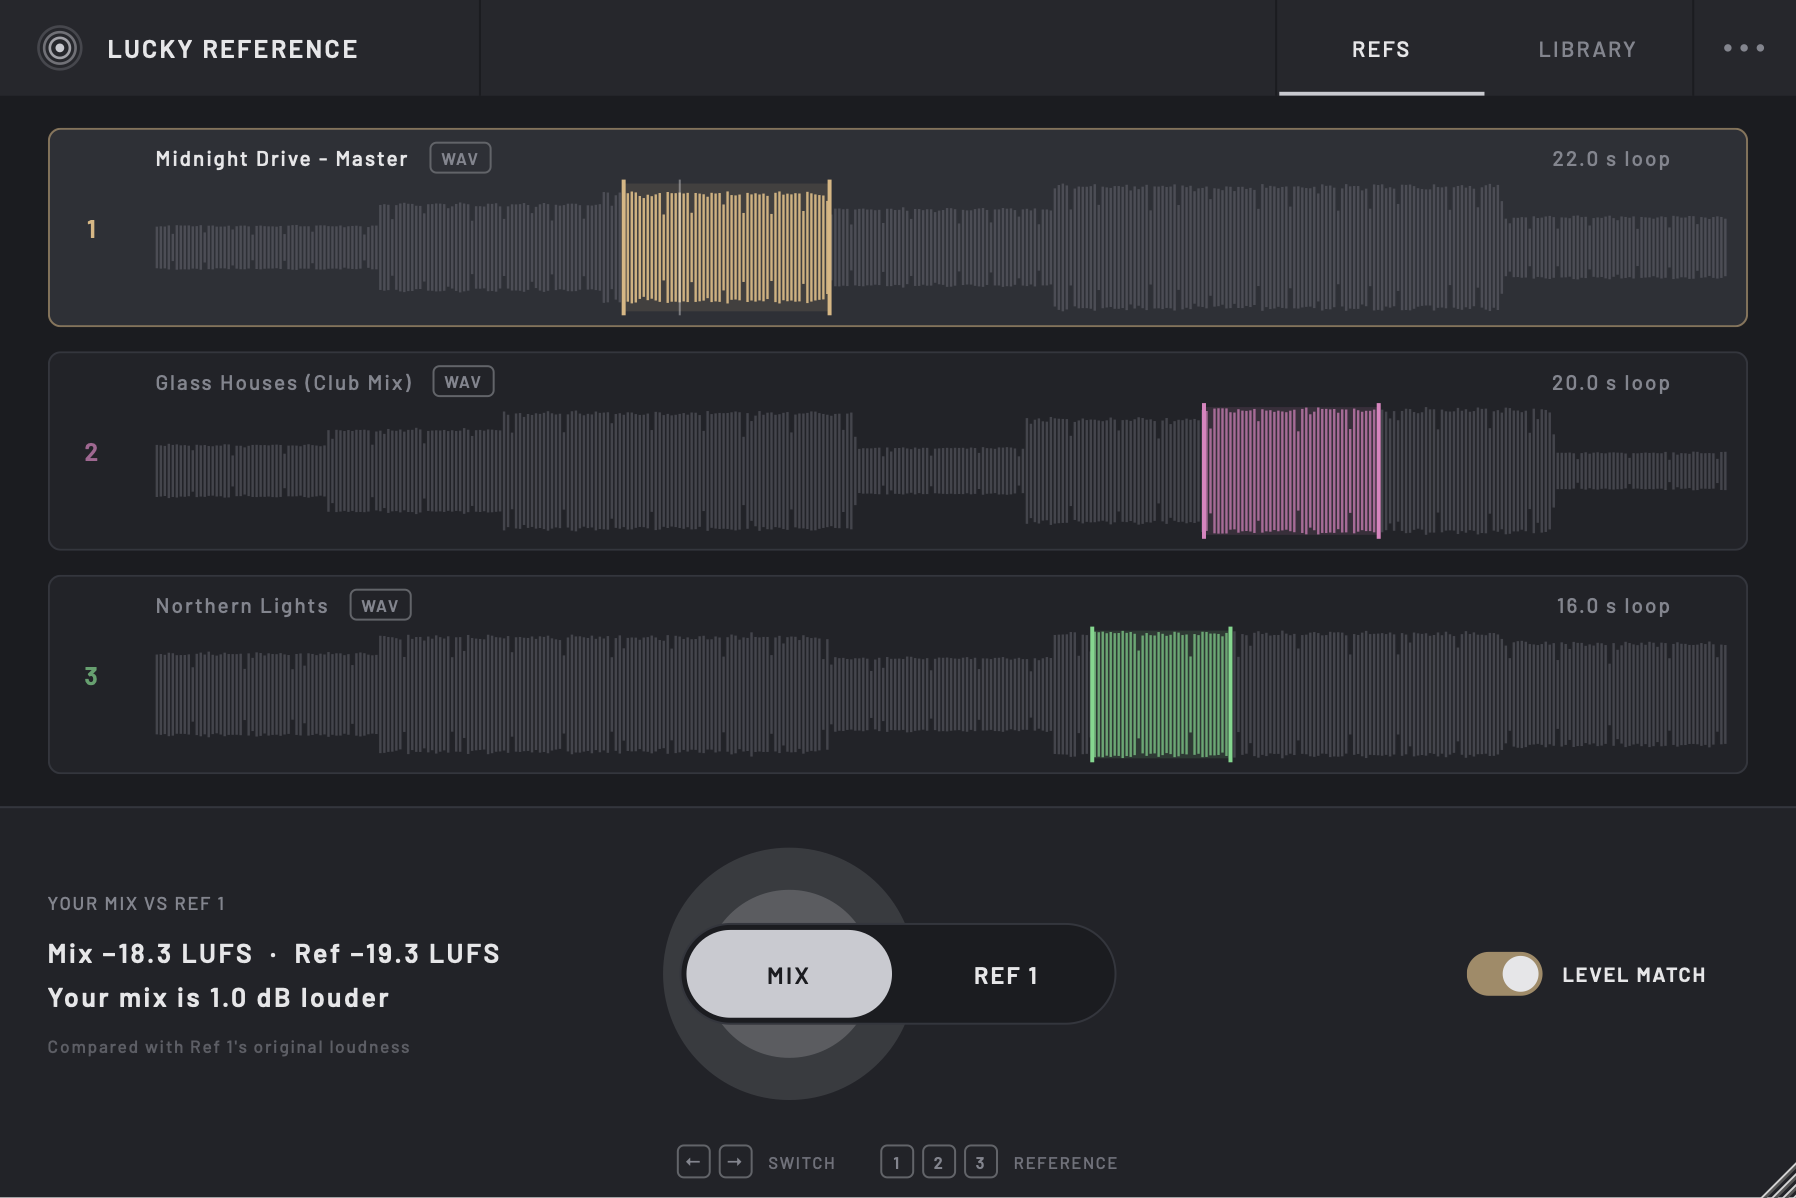 LUCKY REFERENCE
REFS
LIBRARY
Midnight Drive - Master
WAV
22.0 s loop
1
Glass Houses (Club Mix)
WAV
20.0 s loop
2
Northern Lights
WAV
16.0 s loop
3
YOUR MIX VS REF 1
Mix −18.3 LUFS · Ref −19.3 LUFS
Your mix is 1.0 dB louder
Compared with Ref 1's original loudness
MIX
REF 1
LEVEL MATCH
← → SWITCH
1 2 3 REFERENCE